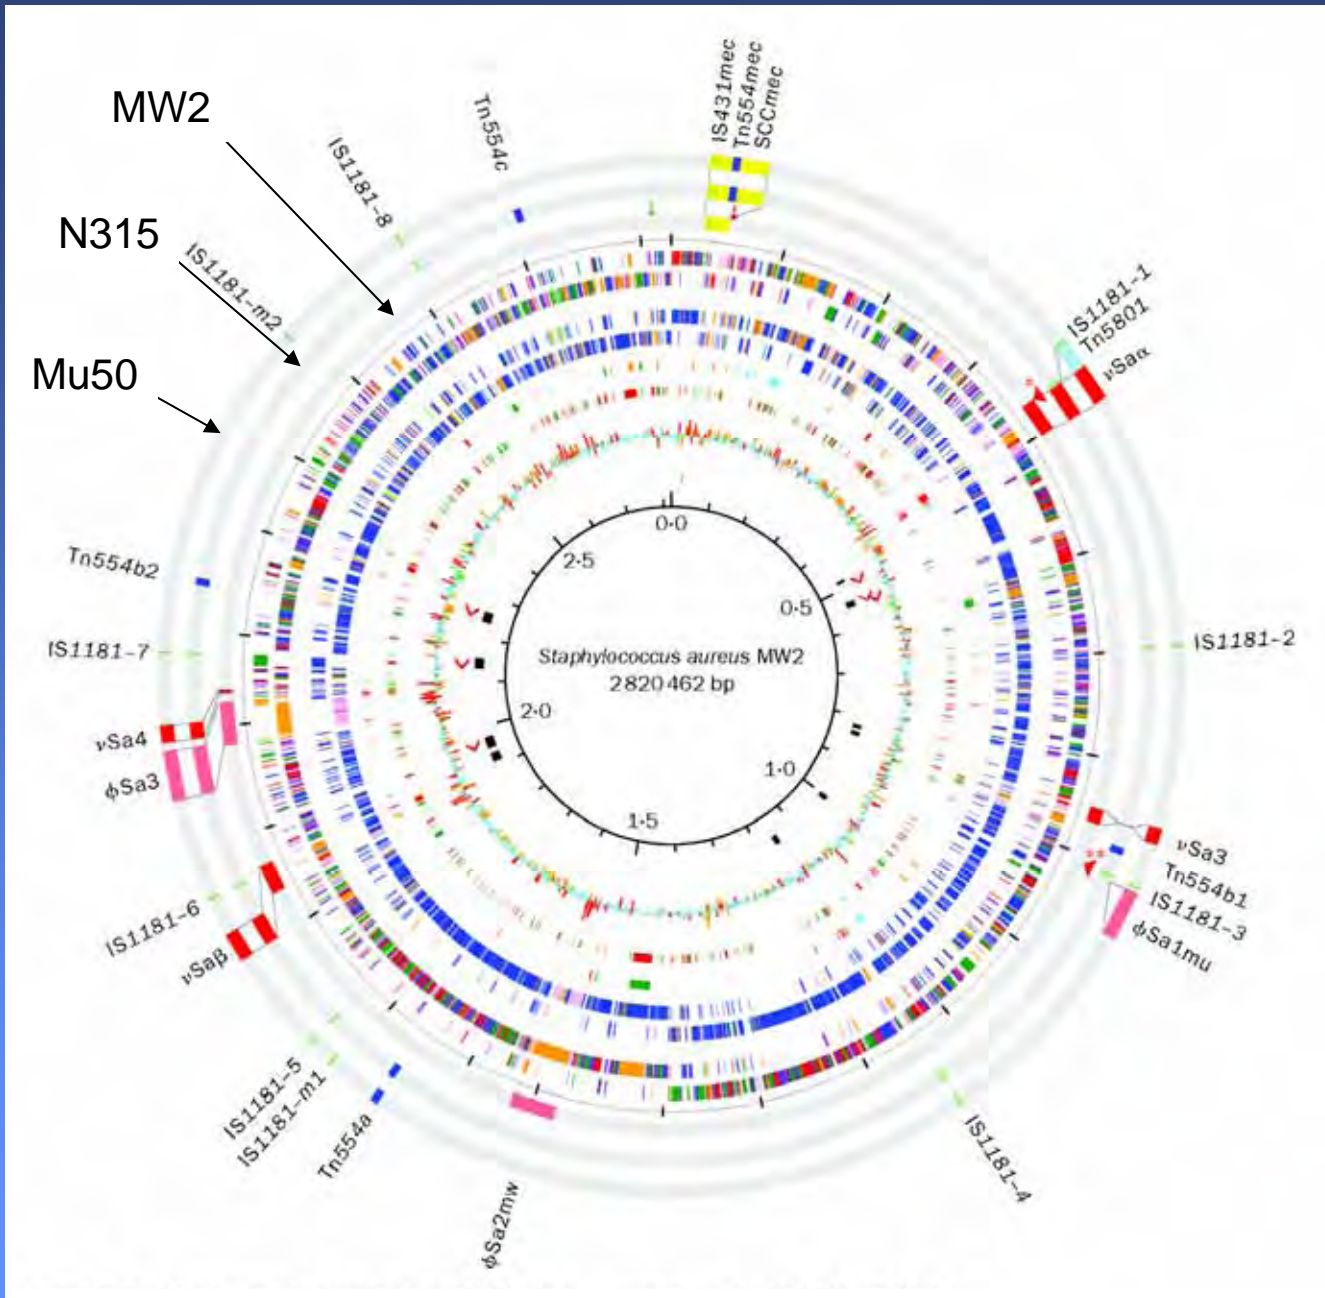 MW2
N315
Mu50
IS1181-8
Tn554c
IS431mec
Tn554mec
SCCmec
IS1181-m2
IS1181-1
Tn5801
νSaα
Tn554b2
IS1181-7
IS1181-2
νSa4
ϕSa3
νSa3
**
*
Tn554b1
IS1181-3
ϕSa1mu
IS1181-6
νSaβ
IS1181-5
IS1181-m1
Tn554a
ϕSa2mw
IS1181-4
0·0
0·5
1·0
1·5
2·0
2·5
Staphylococcus aureus MW2
2 820 462 bp